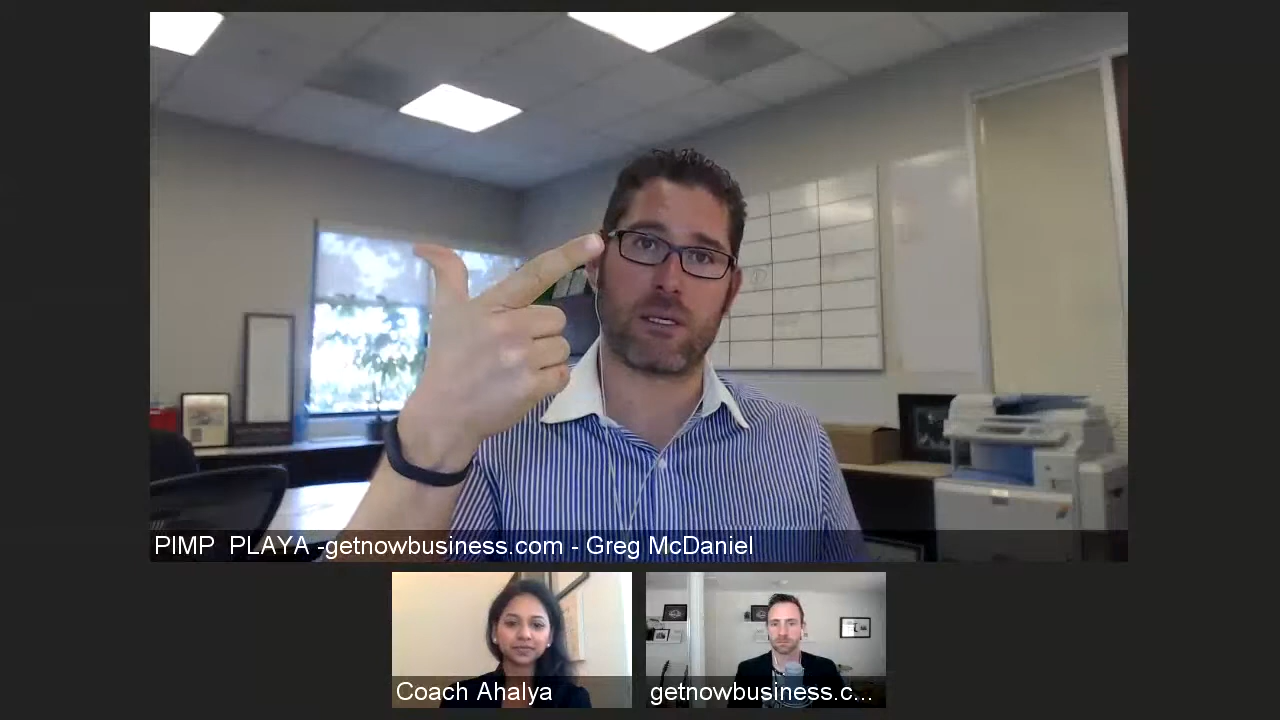 PIMP  PLAYA -getnowbusiness.com - Greg McDaniel
Coach Ahalya
getnowbusiness.c...